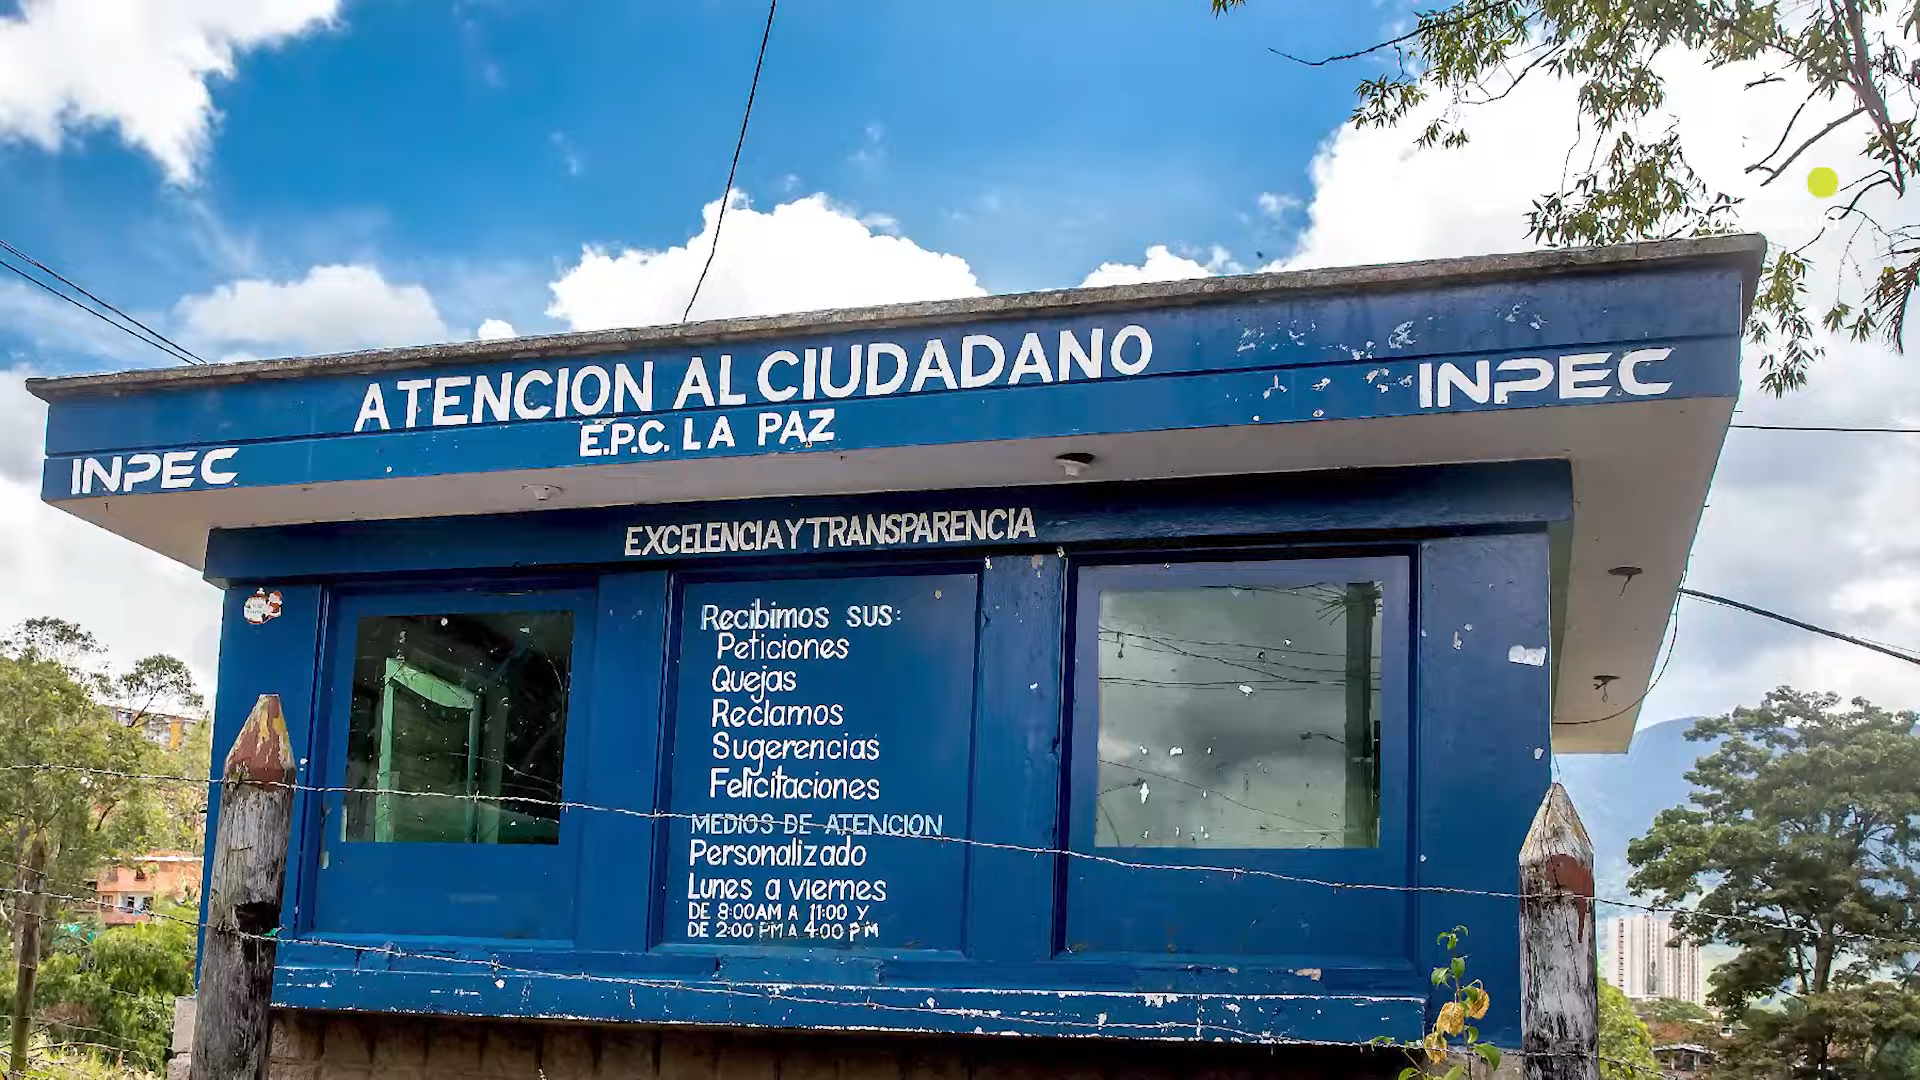 ATENCION AL CIUDADANO
E.P.C. LA PAZ
INPEC
INPEC
EXCELENCIA Y TRANSPARENCIA
Recibimos sus:
Peticiones
Quejas
Reclamos
Sugerencias
Felicitaciones
MEDIOS DE ATENCION
Personalizado
Lunes a viernes
DE 8:00AM A 11:00 Y
DE 2:00 PM A 4:00 PM